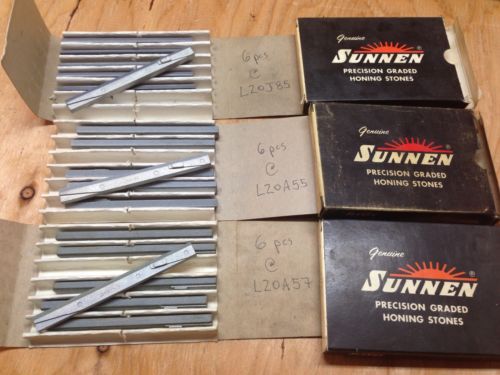 6 pcs
@
L20J85
Genuine
SUNNEN®
PRECISION GRADED
HONING STONES
6 pcs
@
L20A55
Genuine
SUNNEN®
PRECISION GRADED
HONING STONES
6 pcs
@
L20A57
Genuine
SUNNEN®
PRECISION GRADED
HONING STONES